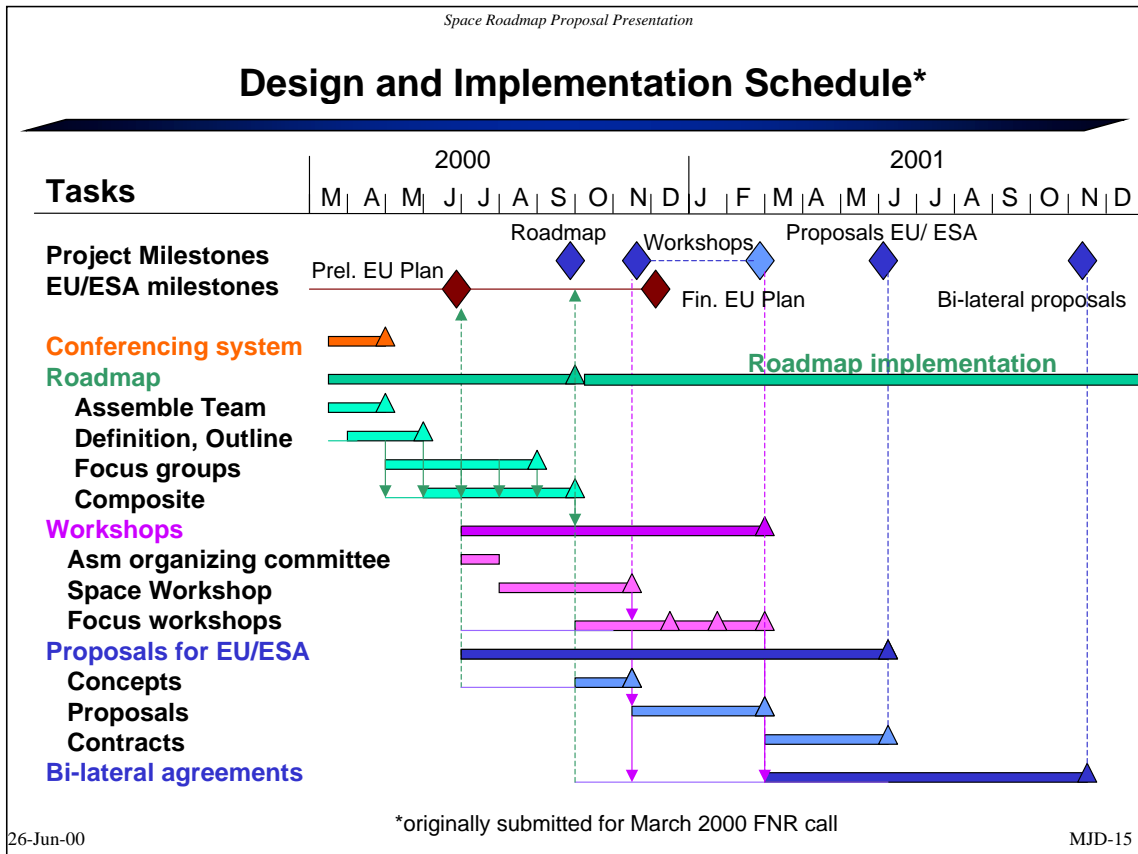 Space Roadmap Proposal Presentation
Design and Implementation Schedule*
2000 2001
Tasks M A M J J A S O N D J F M A M J J A S O N D
Roadmap Workshops Proposals EU/ ESA
Project Milestones
Prel. EU Plan
EU/ESA milestones Fin. EU Plan Bi-lateral proposals
Conferencing system
Roadmap Roadmap implementation
Assemble Team
Definition, Outline
Focus groups
Composite
Workshops
Asm organizing committee
Space Workshop
Focus workshops
Proposals for EU/ESA
Concepts
Proposals
Contracts
Bi-lateral agreements
*originally submitted for March 2000 FNR call
26-Jun-00 MJD-15